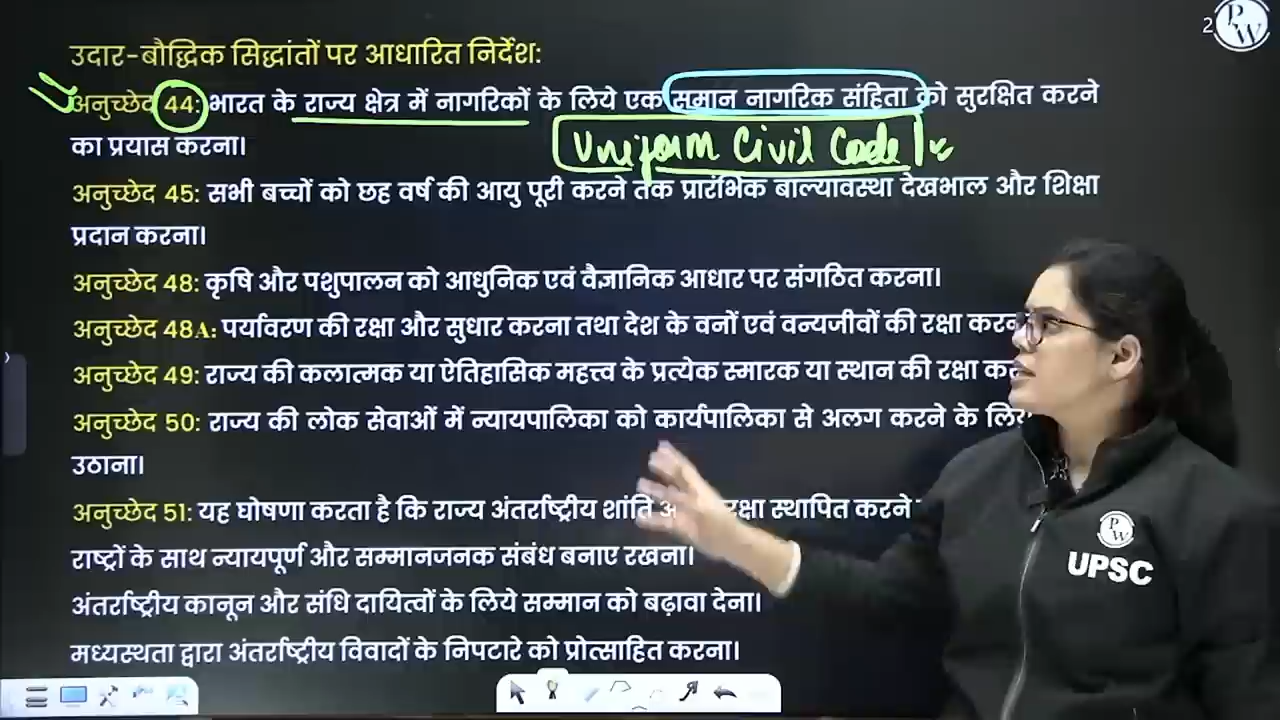 2
PW
उदार-बौद्धिक सिद्धांतों पर आधारित निर्देश:
अनुच्छेद 44: भारत के राज्य क्षेत्र में नागरिकों के लिये एक समान नागरिक संहिता को सुरक्षित करने
का प्रयास करना।
Uniform Civil Code
अनुच्छेद 45: सभी बच्चों को छह वर्ष की आयु पूरी करने तक प्रारंभिक बाल्यावस्था देखभाल और शिक्षा
प्रदान करना।
अनुच्छेद 48: कृषि और पशुपालन को आधुनिक एवं वैज्ञानिक आधार पर संगठित करना।
अनुच्छेद 48A: पर्यावरण की रक्षा और सुधार करना तथा देश के वनों एवं वन्यजीवों की रक्षा
अनुच्छेद 49: राज्य की कलात्मक या ऐतिहासिक महत्त्व के प्रत्येक स्मारक या स्थान की रक्षा
अनुच्छेद 50: राज्य की लोक सेवाओं में न्यायपालिका को कार्यपालिका से अलग करने के
उठाना।
अनुच्छेद 51: यह घोषणा करता है कि राज्य अंतर्राष्ट्रीय शांति स्थापित करने
राष्ट्रों के साथ न्यायपूर्ण और सम्मानजनक संबंध बनाए रखना।
अंतर्राष्ट्रीय कानून और संधि दायित्वों के लिये सम्मान को बढ़ावा देना।
मध्यस्थता द्वारा अंतर्राष्ट्रीय विवादों के निपटारे को प्रोत्साहित करना।
PW
UPSC